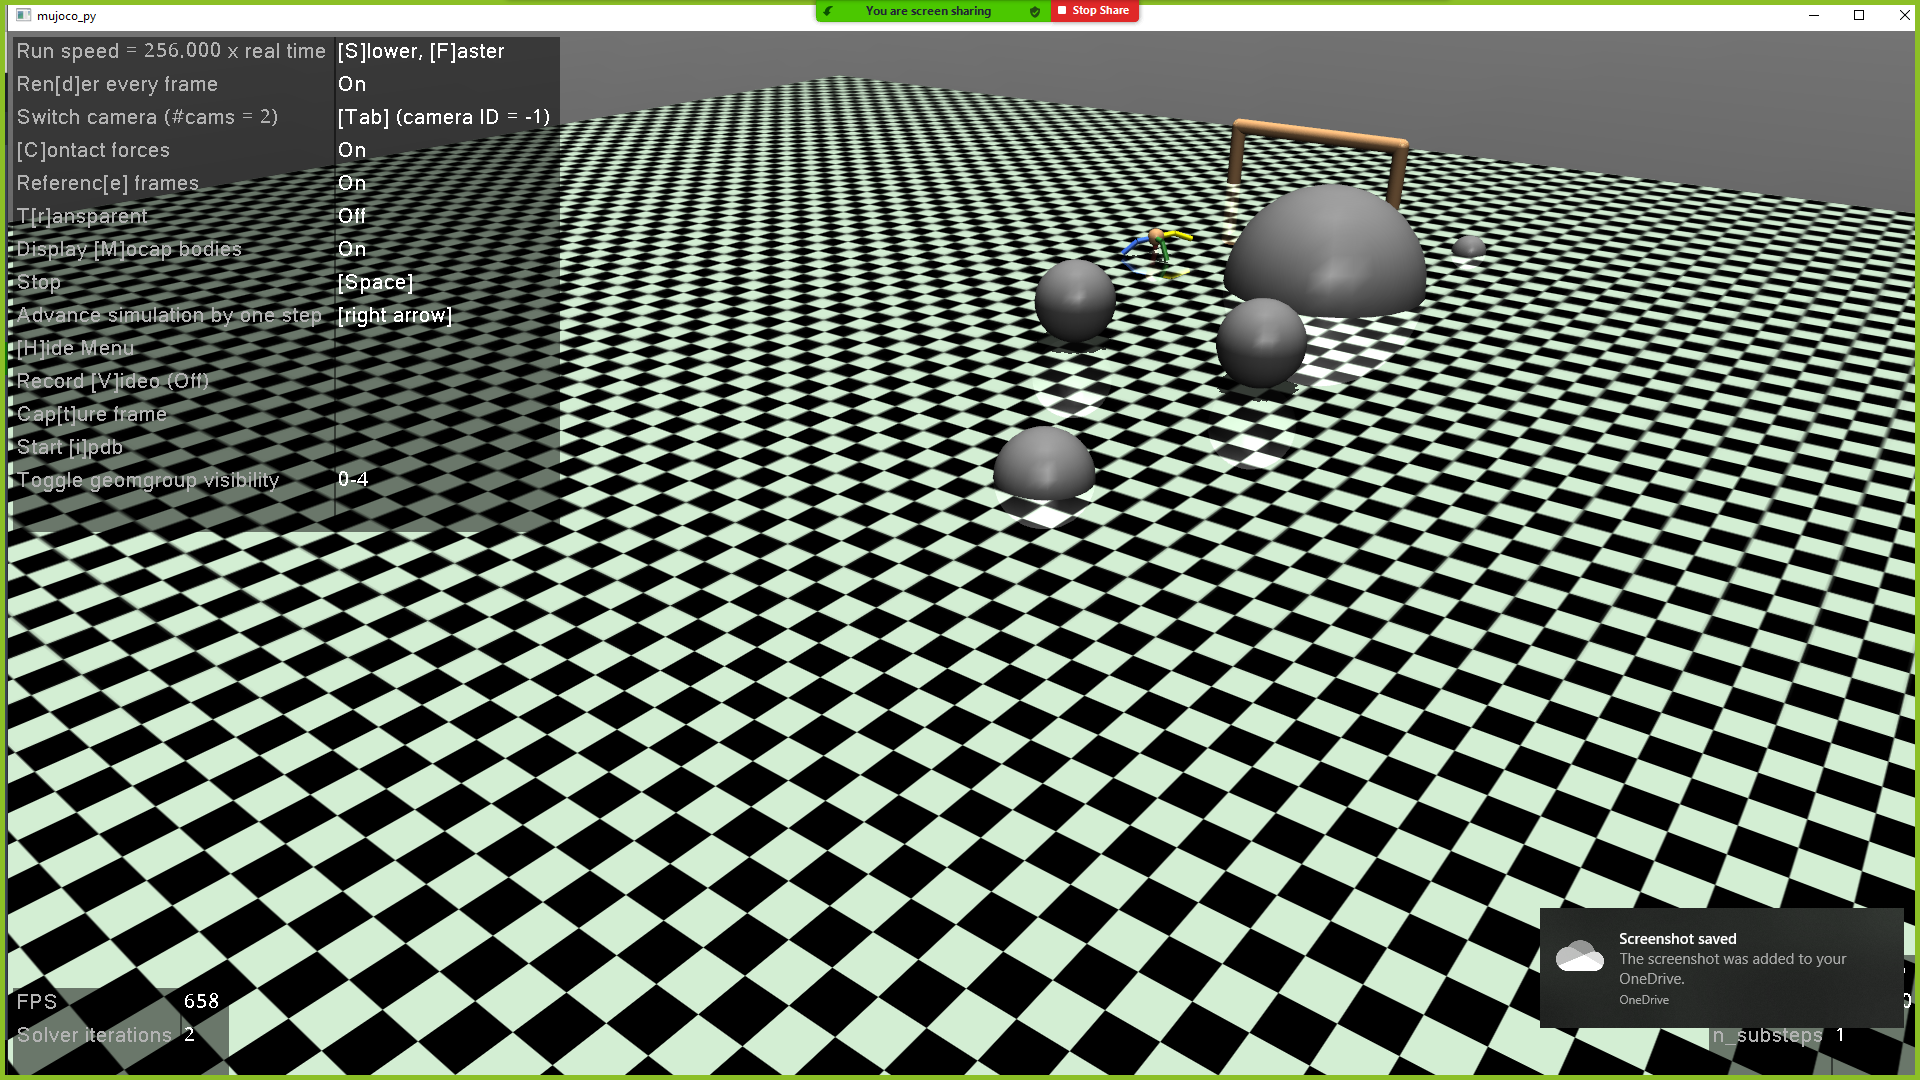 mujoco_py
You are screen sharing
Stop Share
Run speed = 256.000 x real time [S]lower, [F]aster
Ren[d]er every frame On
Switch camera (#cams = 2) [Tab] (camera ID = -1)
[C]ontact forces On
Referenc[e] frames On
T[r]ansparent Off
Display [M]ocap bodies On
Stop [Space]
Advance simulation by one step [right arrow]
[H]ide Menu
Record [V]ideo (Off)
Cap[t]ure frame
Start [i]pdb
Toggle geomgroup visibility 0-4
Screenshot saved
The screenshot was added to your
OneDrive.
OneDrive
FPS 658
Solver iterations 2
n_substeps 1